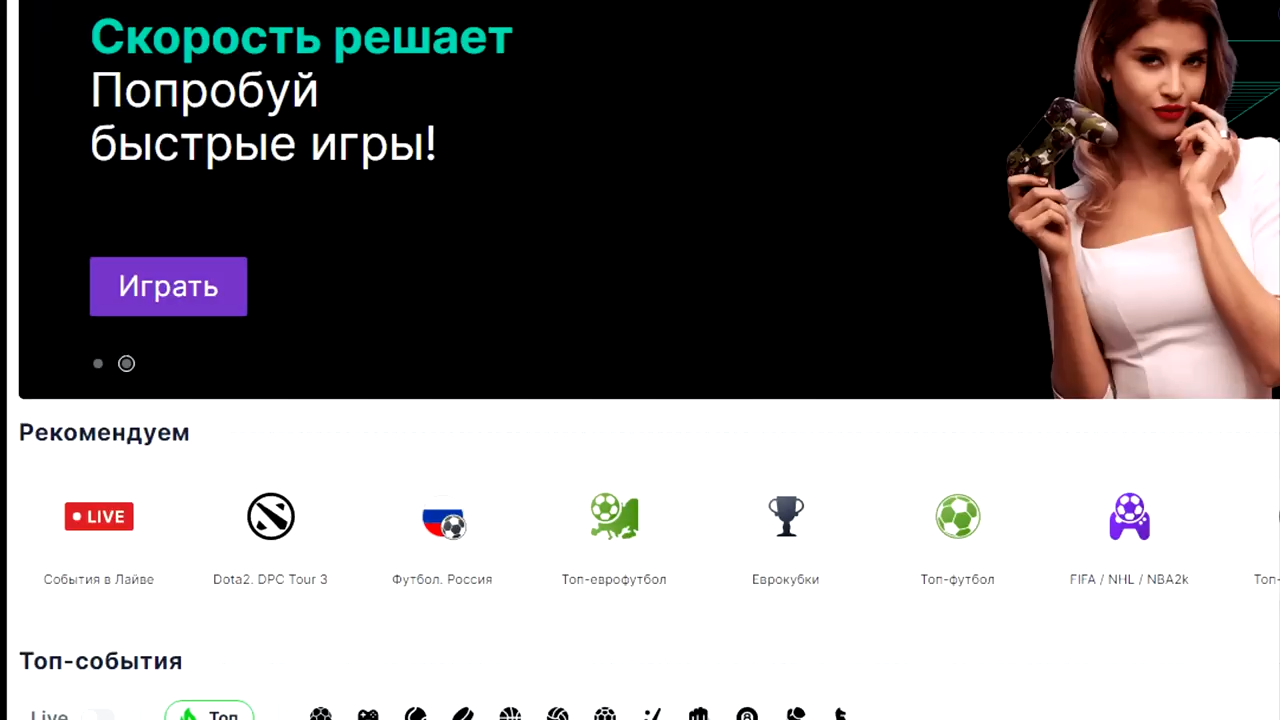 Скорость решает
Попробуй
быстрые игры!
Играть
Рекомендуем
LIVE
События в Лайве
Dota2. DPC Tour 3
Футбол. Россия
Топ-еврофутбол
Еврокубки
Топ-футбол
FIFA / NHL / NBA2k
Топ-
Топ-события
Live
Топ